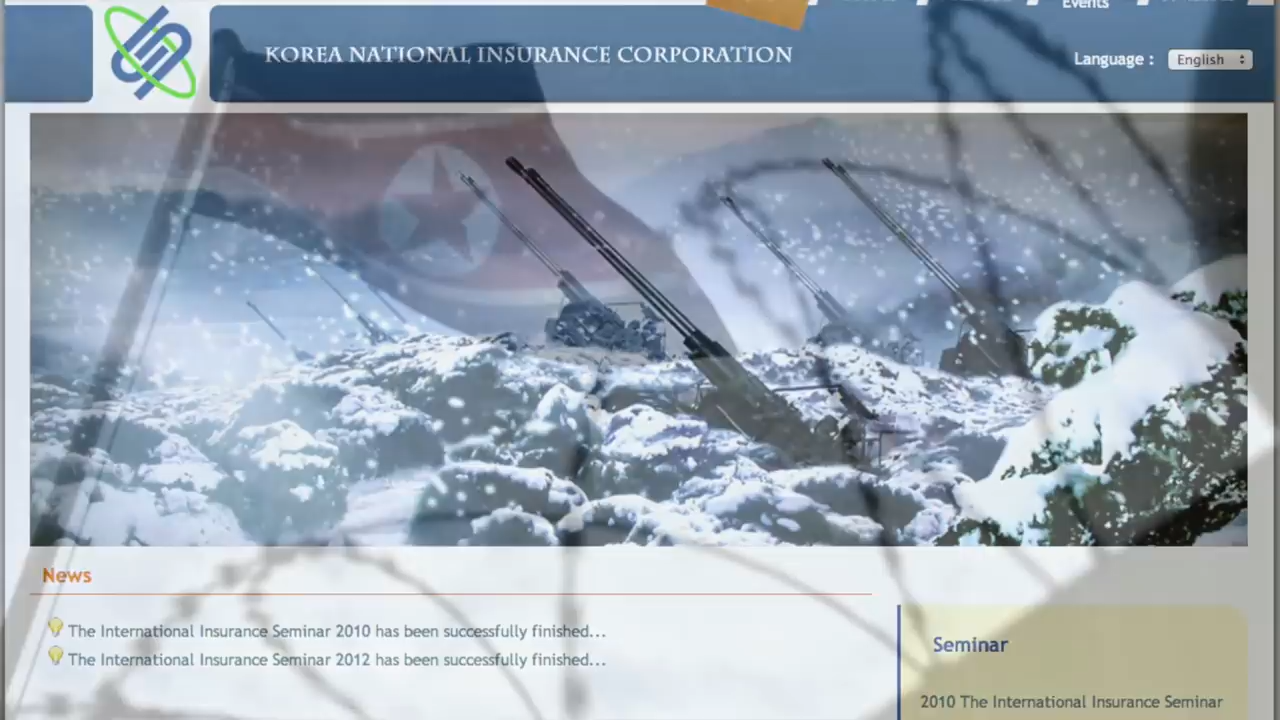 Events
KOREA NATIONAL INSURANCE CORPORATION
Language :
English
News
The International Insurance Seminar 2010 has been successfully finished...
The International Insurance Seminar 2012 has been successfully finished...
Seminar
2010 The International Insurance Seminar